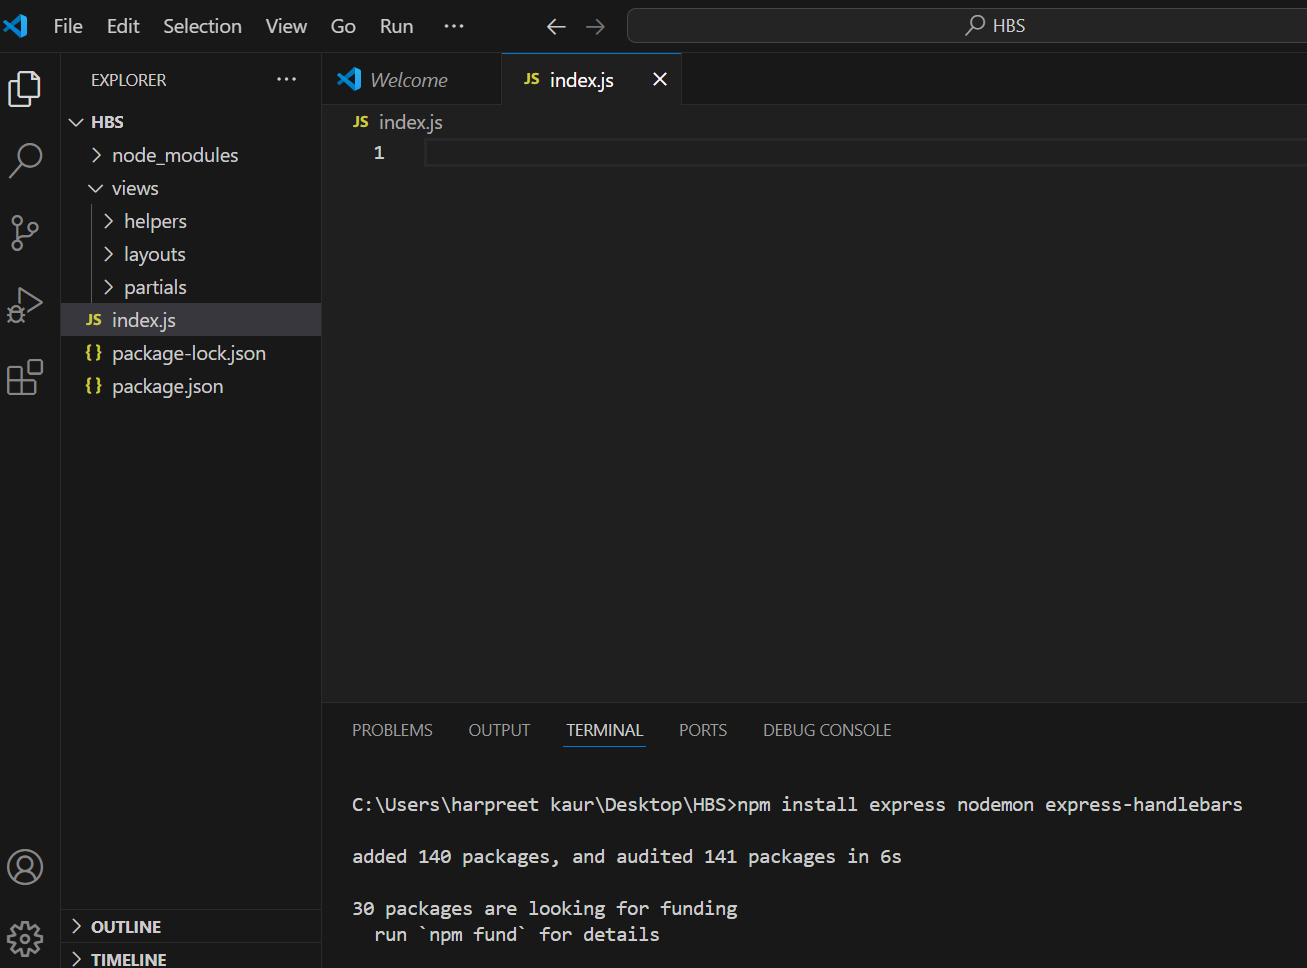 File Edit Selection View Go Run ··· HBS
EXPLORER ···
Welcome
JS index.js
HBS
JS index.js
1
node_modules
views
helpers
layouts
partials
JS index.js
{} package-lock.json
{} package.json
PROBLEMS OUTPUT TERMINAL PORTS DEBUG CONSOLE
C:\Users\harpreet kaur\Desktop\HBS>npm install express nodemon express-handlebars
added 140 packages, and audited 141 packages in 6s
30 packages are looking for funding
run `npm fund` for details
OUTLINE
TIMELINE